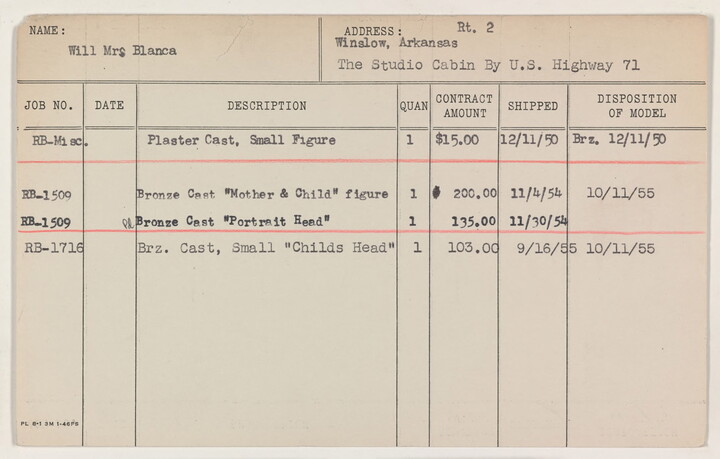 NAME: ADDRESS: Rt. 2
Will Mrs Blanca Winslow, Arkansas
The Studio Cabin By U.S. Highway 71
JOB NO. DATE DESCRIPTION QUAN CONTRACT AMOUNT SHIPPED DISPOSITION OF MODEL
RB-Misc. Plaster Cast, Small Figure 1 $15.00 12/11/50 Brz. 12/11/50
RB-1509 Bronze Cast "Mother & Child" figure 1 200.00 11/4/54 10/11/55
RB-1509 Bronze Cast "Portrait Head" 1 135.00 11/30/54
RB-1716 Brz. Cast, Small "Childs Head" 1 103.00 9/16/55 10/11/55
PL 8-1 3M 1-46PS